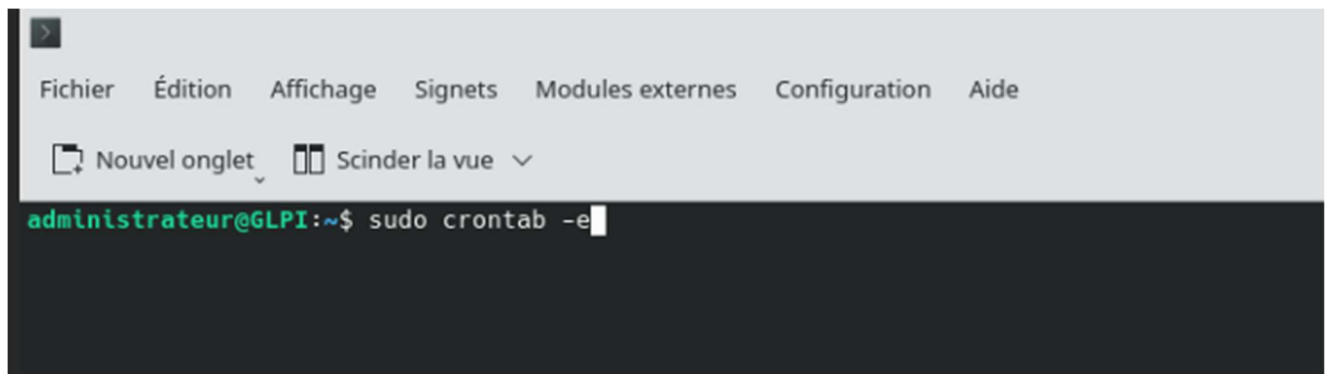 Fichier Édition Affichage Signets Modules externes Configuration Aide
Nouvel onglet Scinder la vue
administrateur@GLPI:~$ sudo crontab -e